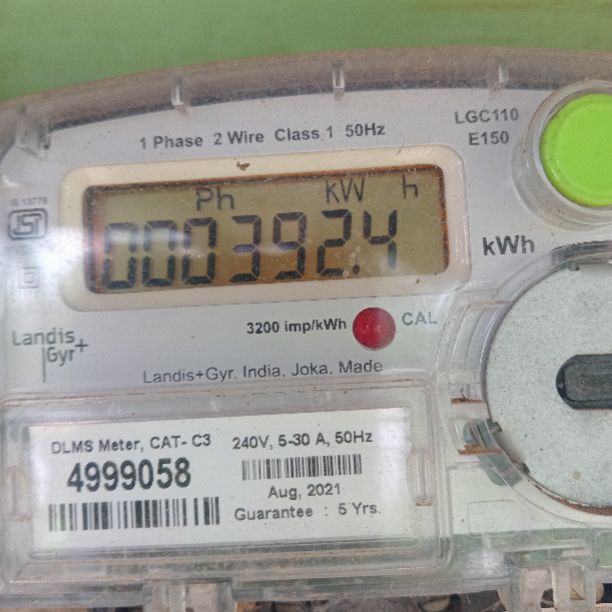 1 Phase 2 Wire Class 1 50Hz
LGC110
E150
IS 13779
Ph kW h
000392.4
kWh
3200 imp/kWh
CAL
Landis
Gyr+
Landis+Gyr. India, Joka, Made
DLMS Meter, CAT- C3
240V, 5-30 A, 50Hz
4999058
Aug, 2021
Guarantee : 5 Yrs.